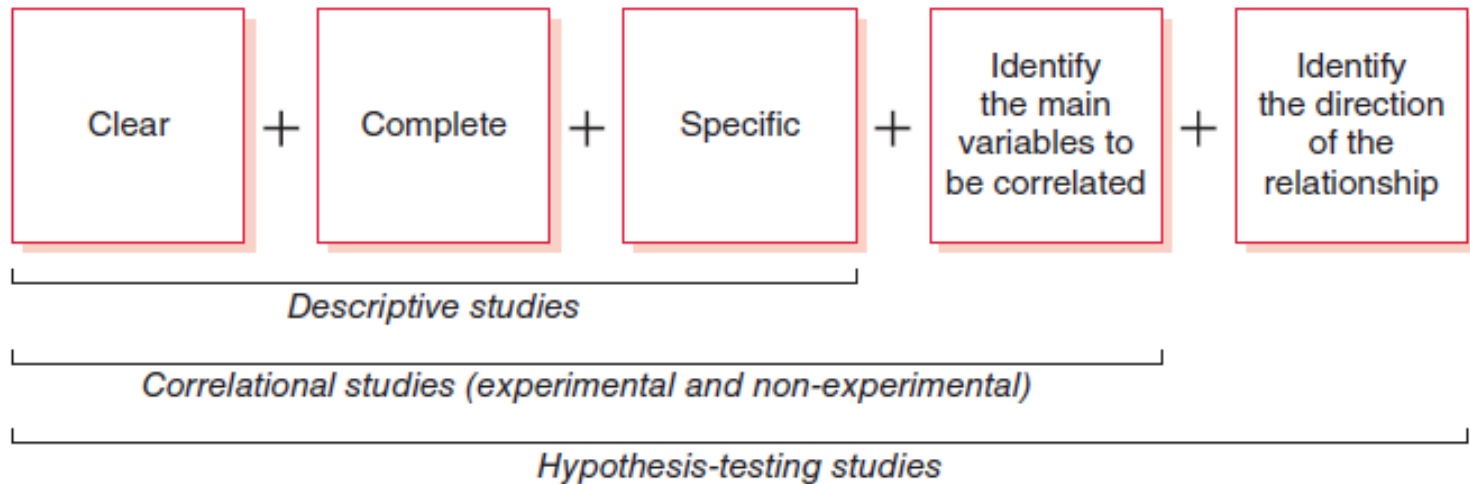 Clear
+
Complete
+
Specific
+
Identify
the main
variables to
be correlated
+
Identify
the direction
of the
relationship
Descriptive studies
Correlational studies (experimental and non-experimental)
Hypothesis-testing studies